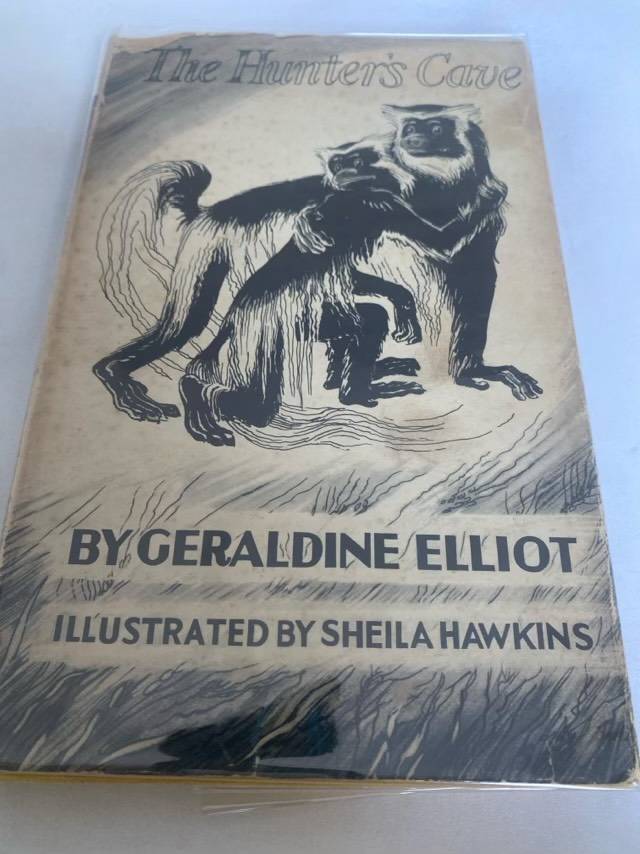 The Hunter's Cave
BY GERALDINE ELLIOT
ILLUSTRATED BY SHEILA HAWKINS